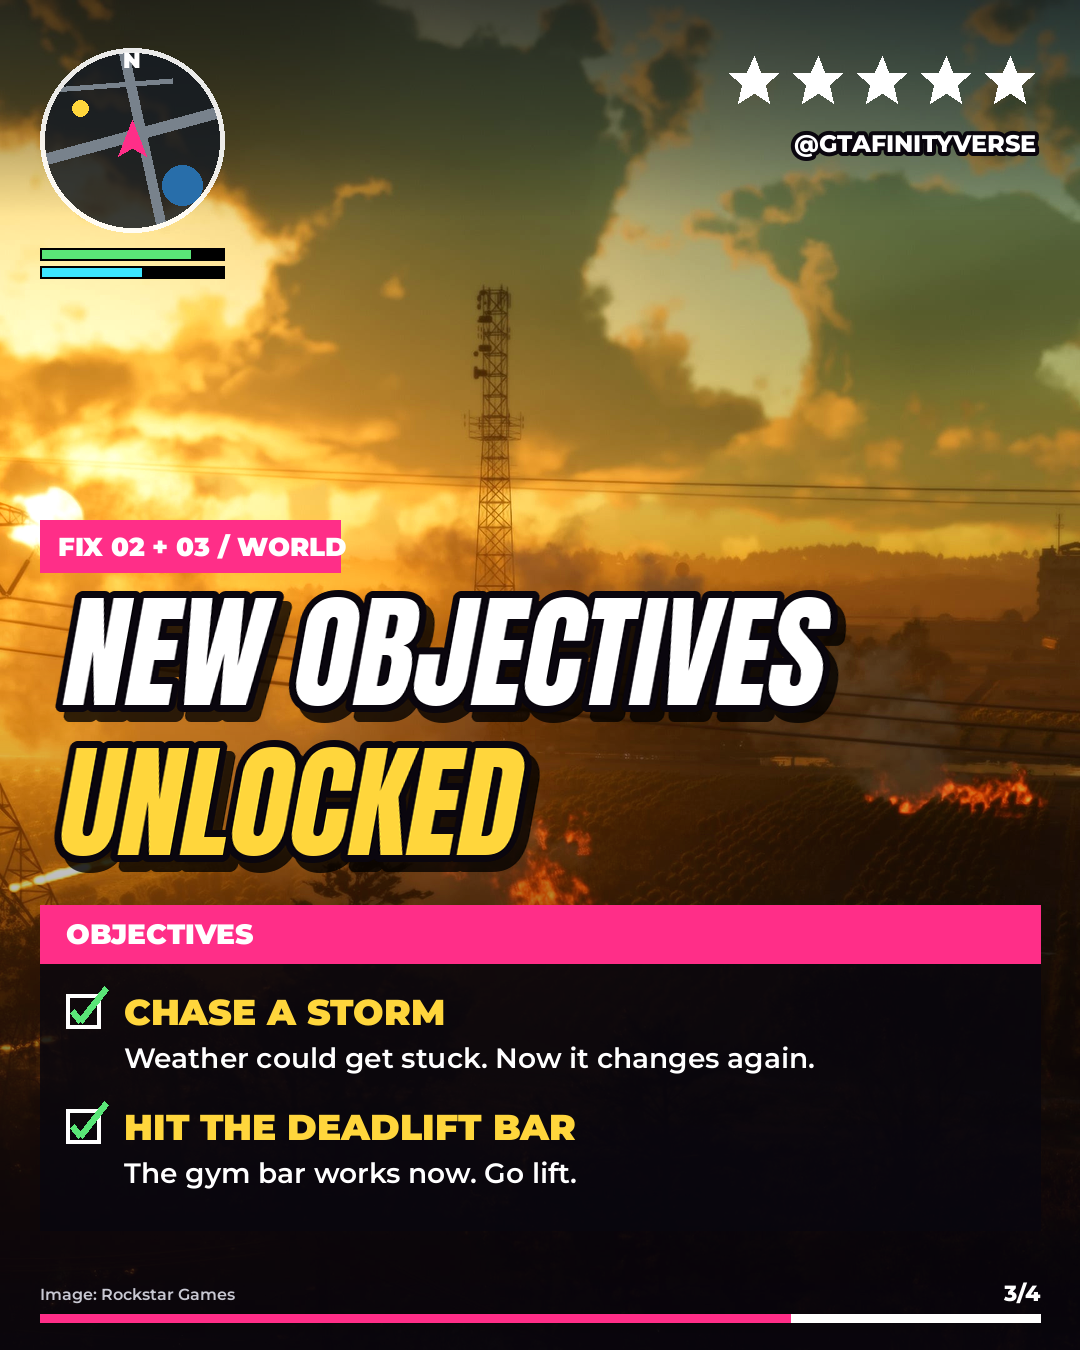 N
@GTAFINITYVERSE
FIX 02 + 03 / WORLD
NEW OBJECTIVES
UNLOCKED
OBJECTIVES
CHASE A STORM
Weather could get stuck. Now it changes again.
HIT THE DEADLIFT BAR
The gym bar works now. Go lift.
Image: Rockstar Games
3/4